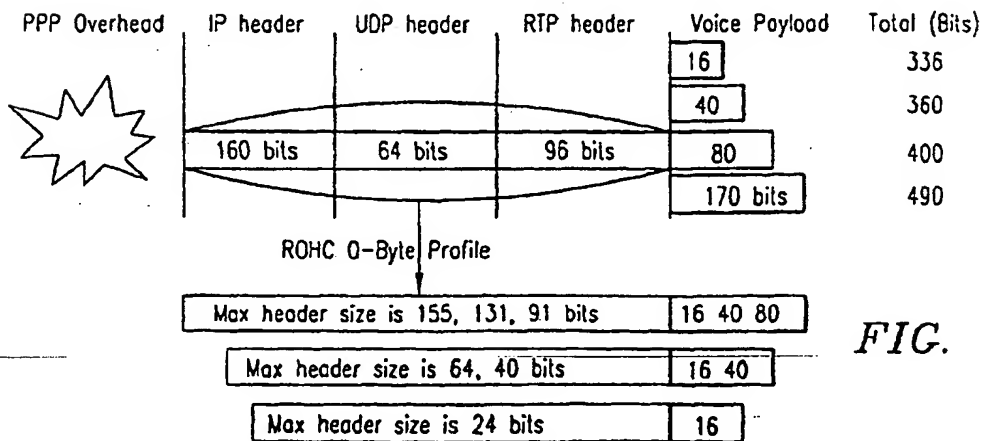 PPP Overhead IP header UDP header RTP header Voice Payload Total (Bits)
16 336
40 360
160 bits 64 bits 96 bits 80 400
170 bits 490
ROHC 0-Byte Profile
Max header size is 155, 131, 91 bits 16 40 80
Max header size is 64, 40 bits 16 40
Max header size is 24 bits 16
FIG.